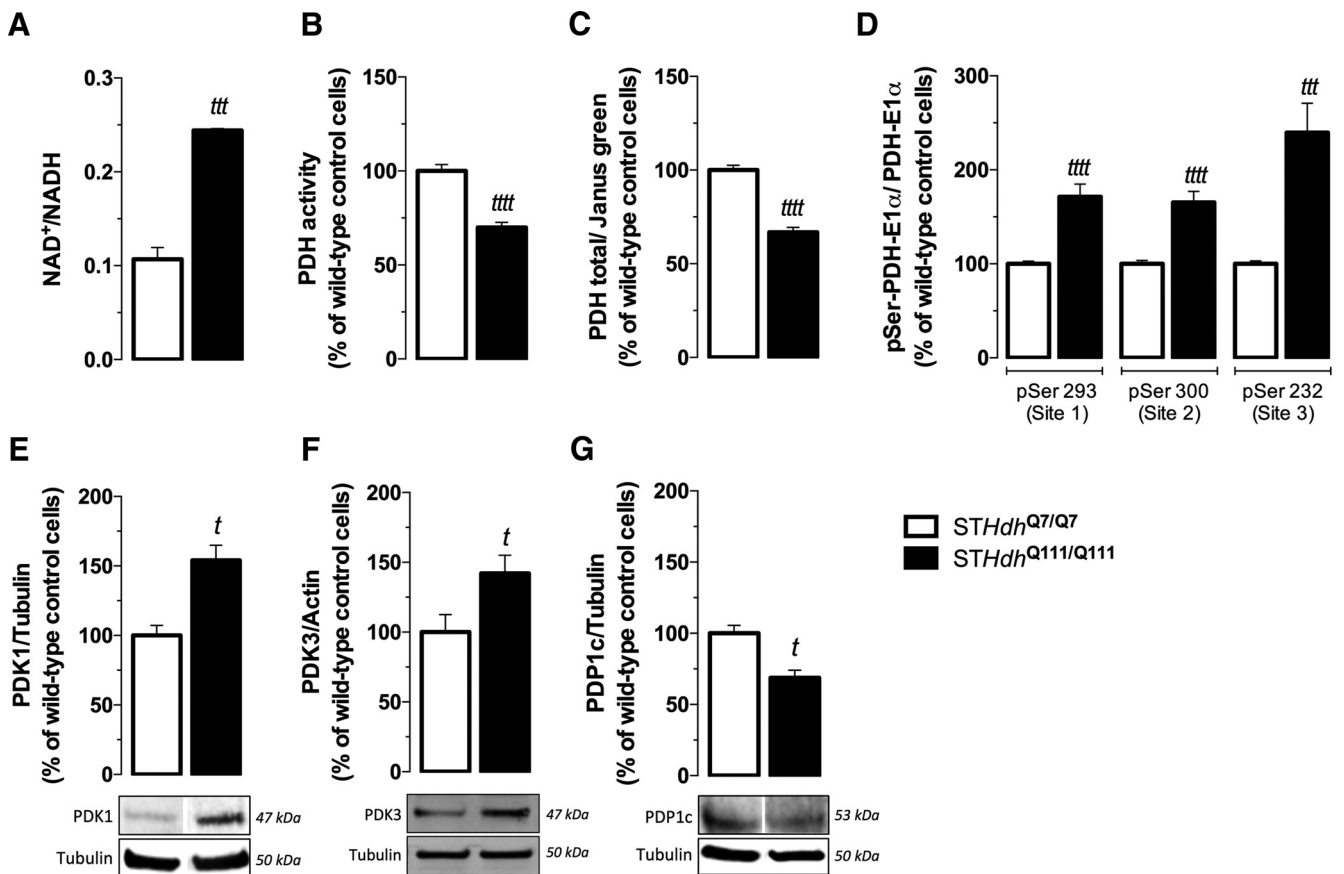 A
NAD+/NADH
0.3
0.2
0.1
0.0
ttt
B
PDH activity
(% of wild-type control cells)
150
100
50
0
tttt
C
PDH total/ Janus green
(% of wild-type control cells)
150
100
50
0
tttt
D
pSer-PDH-E1α/ PDH-E1α
(% of wild-type control cells)
300
200
100
0
tttt
tttt
ttt
pSer 293
(Site 1)
pSer 300
(Site 2)
pSer 232
(Site 3)
E
PDK1/Tubulin
(% of wild-type control cells)
200
150
100
50
0
t
PDK1
47 kDa
Tubulin
50 kDa
F
PDK3/Actin
(% of wild-type control cells)
200
150
100
50
0
t
PDK3
47 kDa
Tubulin
50 kDa
G
PDP1c/Tubulin
(% of wild-type control cells)
200
150
100
50
0
t
PDP1c
53 kDa
Tubulin
50 kDa
STHdhQ7/Q7
STHdhQ111/Q111